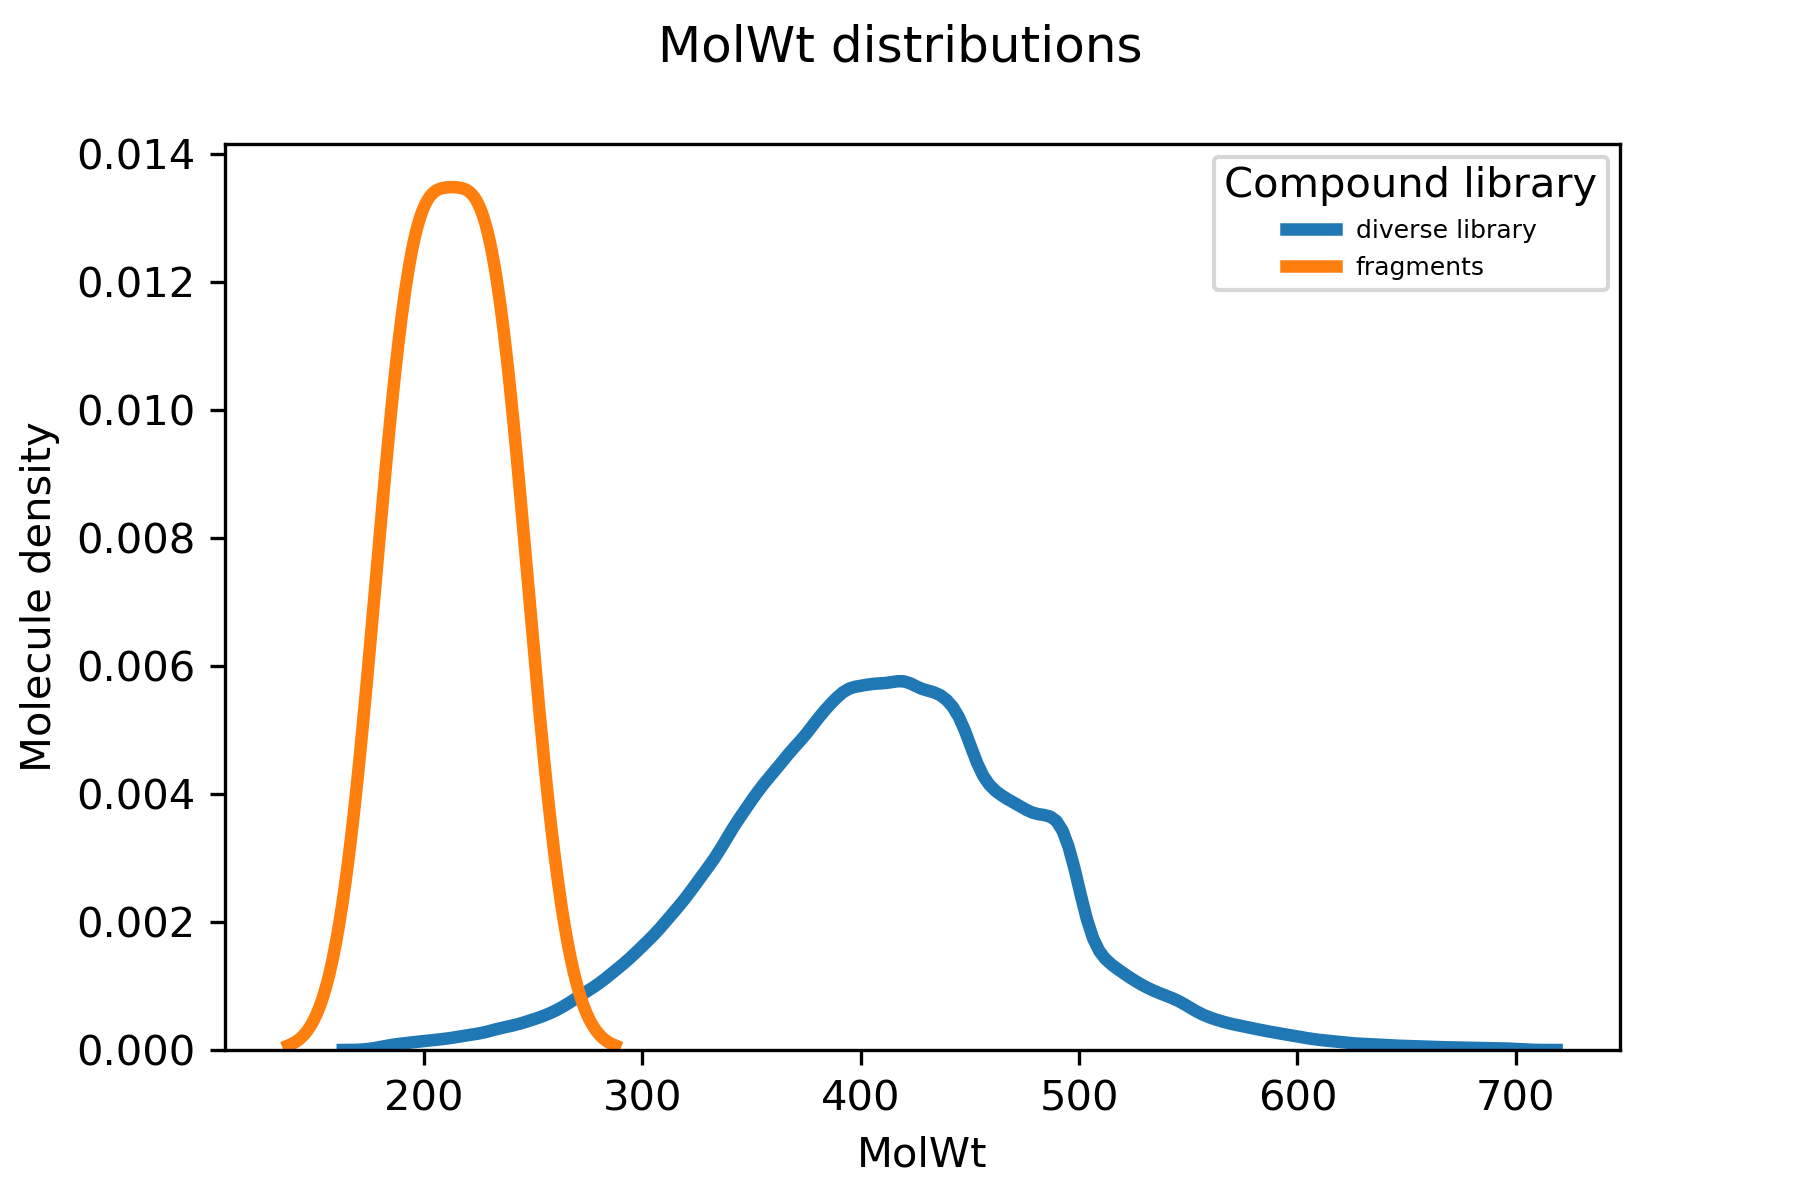 MolWt distributions
0.014
0.012
0.010
0.008
0.006
0.004
0.002
0.000
Molecule density
Compound library
diverse library
fragments
200 300 400 500 600 700
MolWt